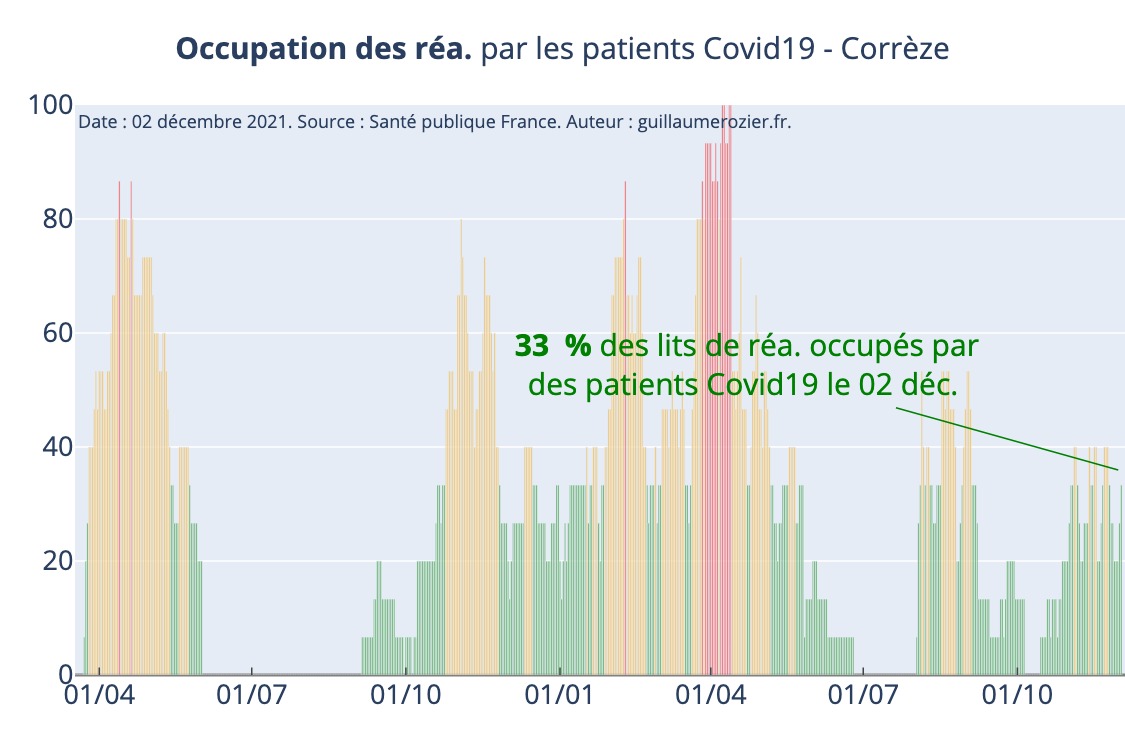 Occupation des réa. par les patients Covid19 - Corrèze
100
Date : 02 décembre 2021. Source : Santé publique France. Auteur : guillaumerozier.fr.
80
60
33 % des lits de réa. occupés par
des patients Covid19 le 02 déc.
40
20
0
01/04 01/07 01/10 01/01 01/04 01/07 01/10